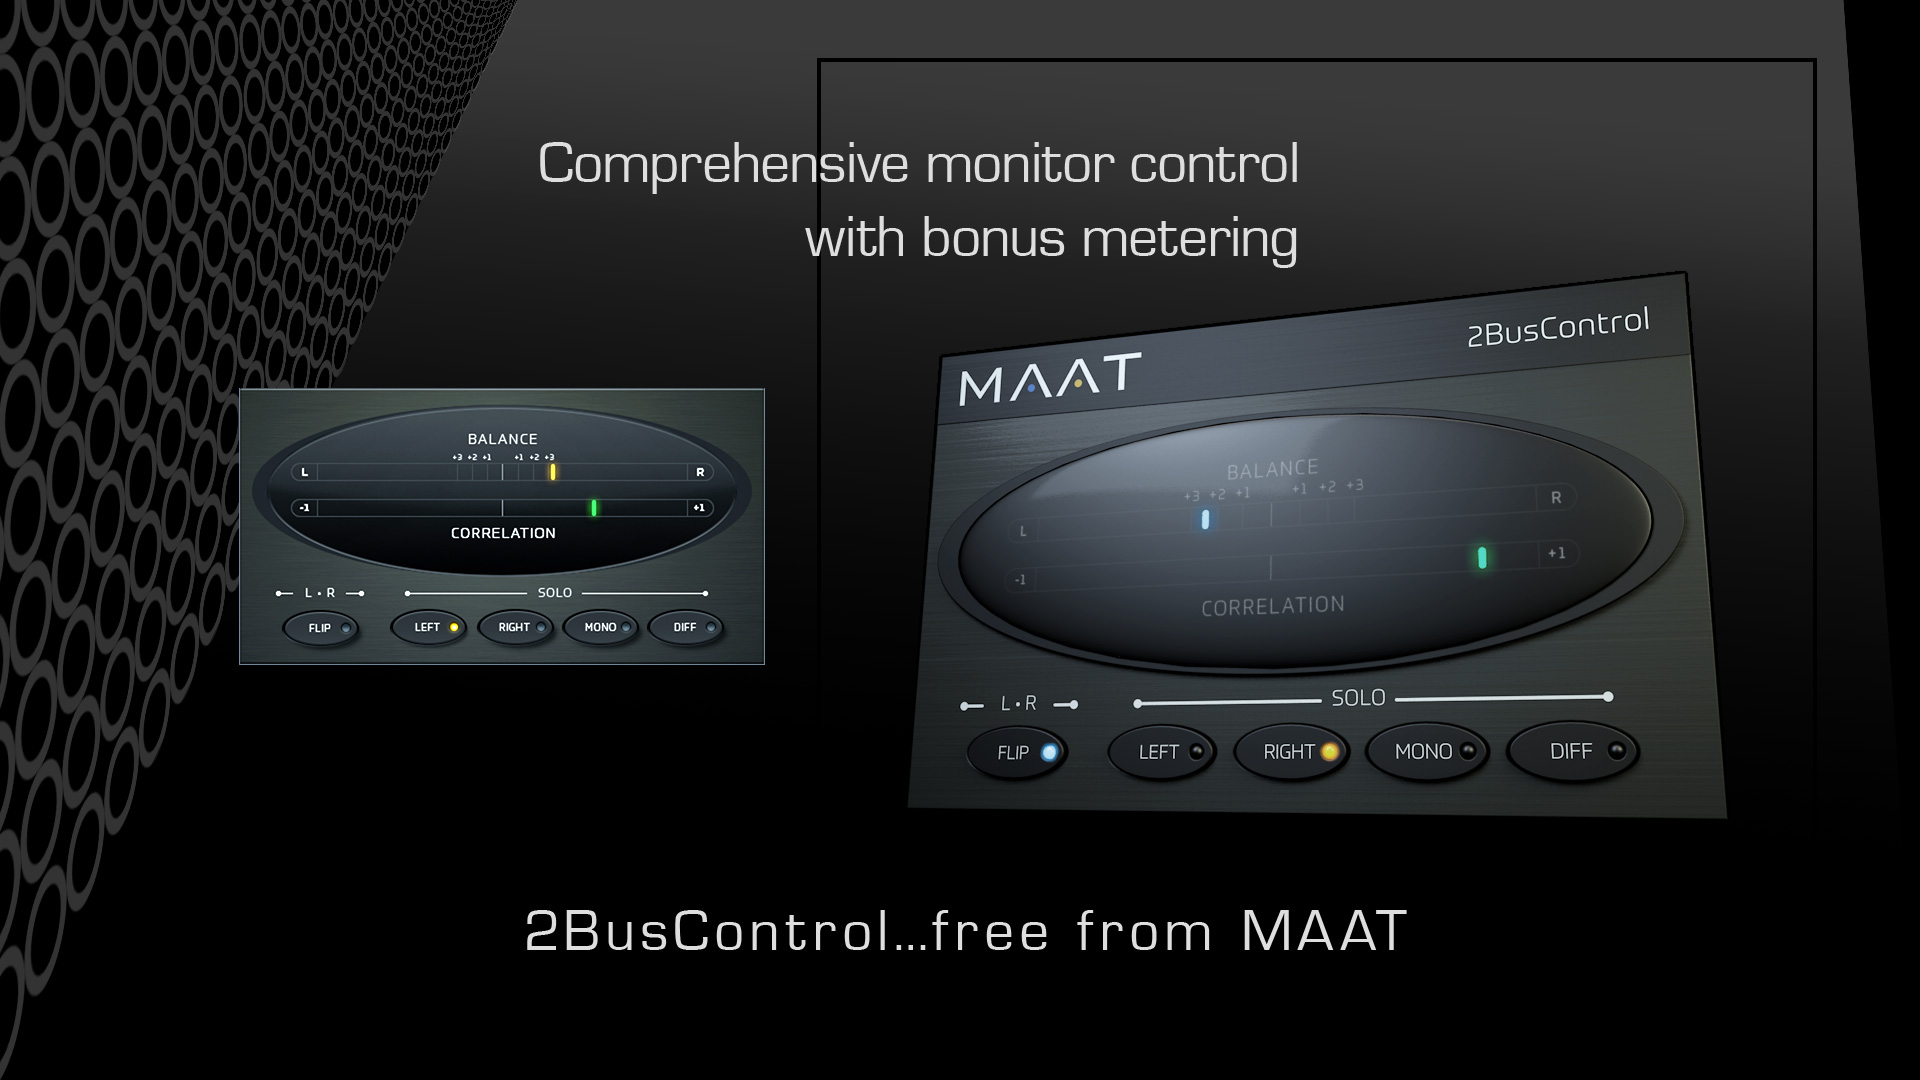 Comprehensive monitor control
with bonus metering
BALANCE
+3 +2 +1 +1 +2 +3
L R
-1 +1
CORRELATION
L • R SOLO
FLIP LEFT RIGHT MONO DIFF
MAAT 2BusControl
BALANCE
+3 +2 +1 +1 +2 +3
L R
-1 +1
CORRELATION
L • R SOLO
FLIP LEFT RIGHT MONO DIFF
2BusControl...free from MAAT